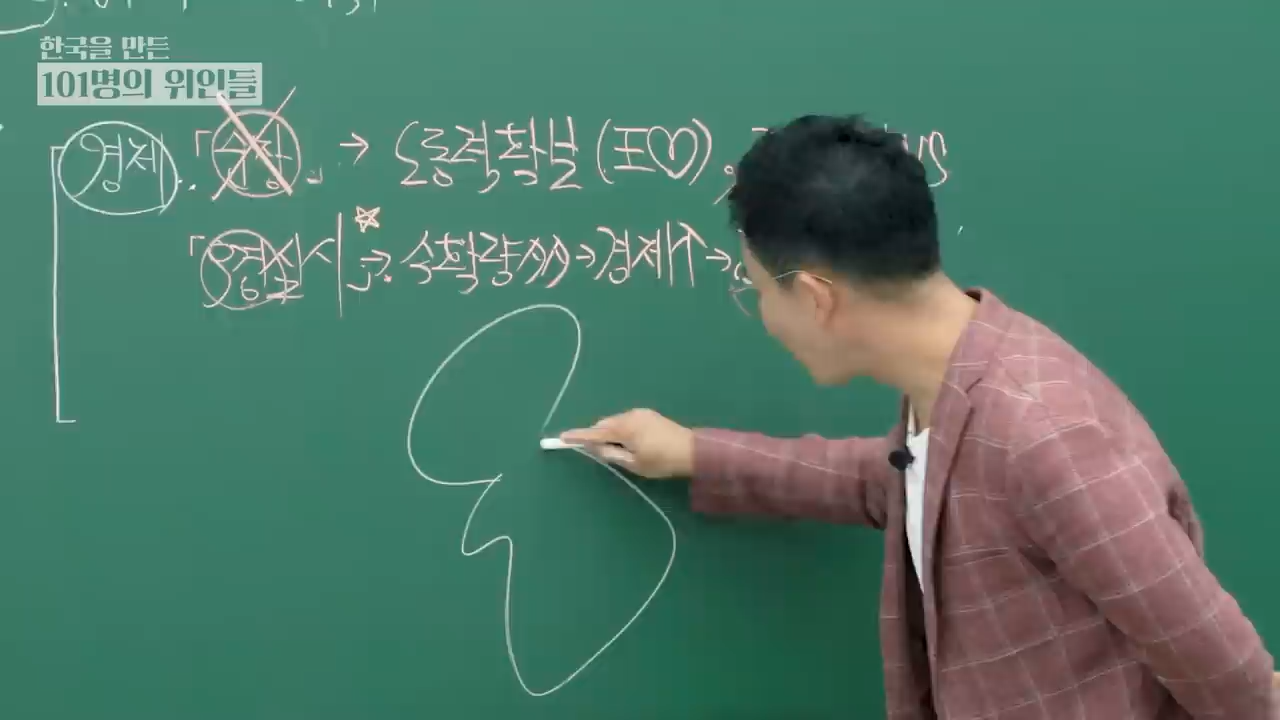 한국을 만든
101명의 위인들
경제 : 「순장」 → 노동력확보 (王♡),
「우경실시」 → 수확량↗↗ → 경제↑ →